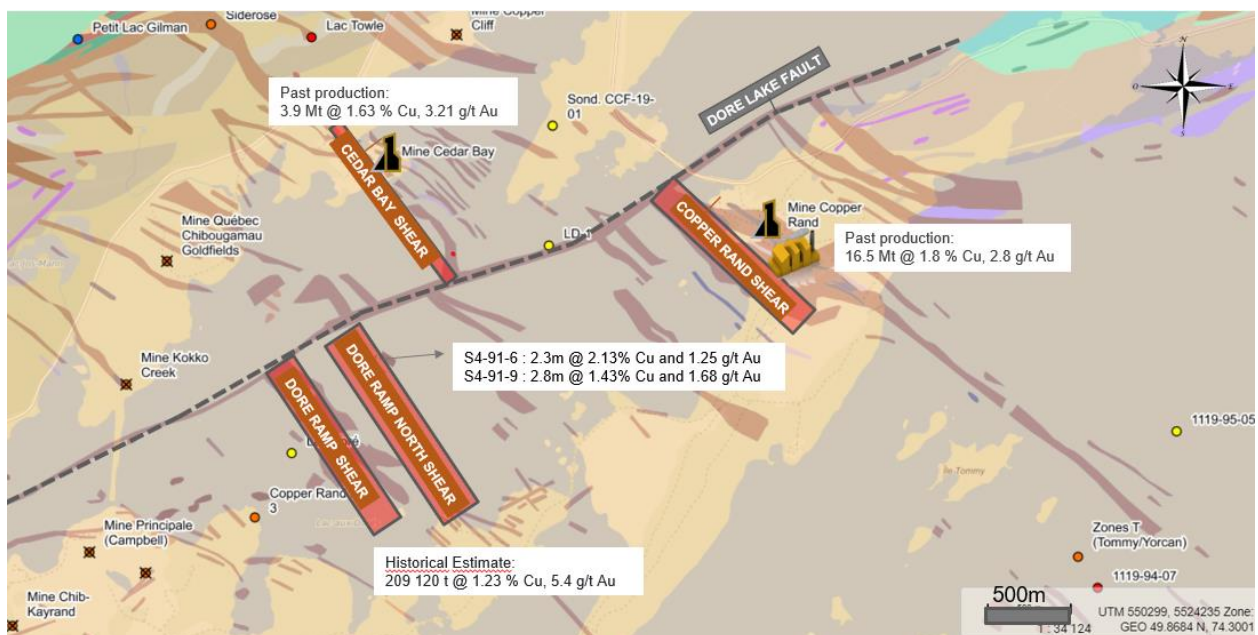 Petit Lac Gilman
Siderose
Lac Towle
Mine Copper
Cliff
Past production:
3.9 Mt @ 1.63 % Cu, 3.21 g/t Au
Sond. CCF-19-
01
DORE LAKE FAULT
N
O
E
S
CEDAR BAY SHEAR
Mine Cedar Bay
Mine Québec
Chibougamau
Goldfields
LD-1
COPPER RAND SHEAR
Mine Copper
Rand
Past production:
16.5 Mt @ 1.8 % Cu, 2.8 g/t Au
Mine Kokko
Creek
S4-91-6 : 2.3m @ 2.13% Cu and 1.25 g/t Au
S4-91-9 : 2.8m @ 1.43% Cu and 1.68 g/t Au
DORE RAMP SHEAR
DORE RAMP NORTH SHEAR
1119-95-05
Île Tommy
Copper Rand
3
Mine Principale
(Campbell)
Zones T
(Tommy/Yorcan)
1119-94-07
Historical Estimate:
209 120 t @ 1.23 % Cu, 5.4 g/t Au
Mine Chib-
Kayrand
500m
1 : 34 124
UTM 550299, 5524235 Zone:
GEO 49.8684 N, 74.3001